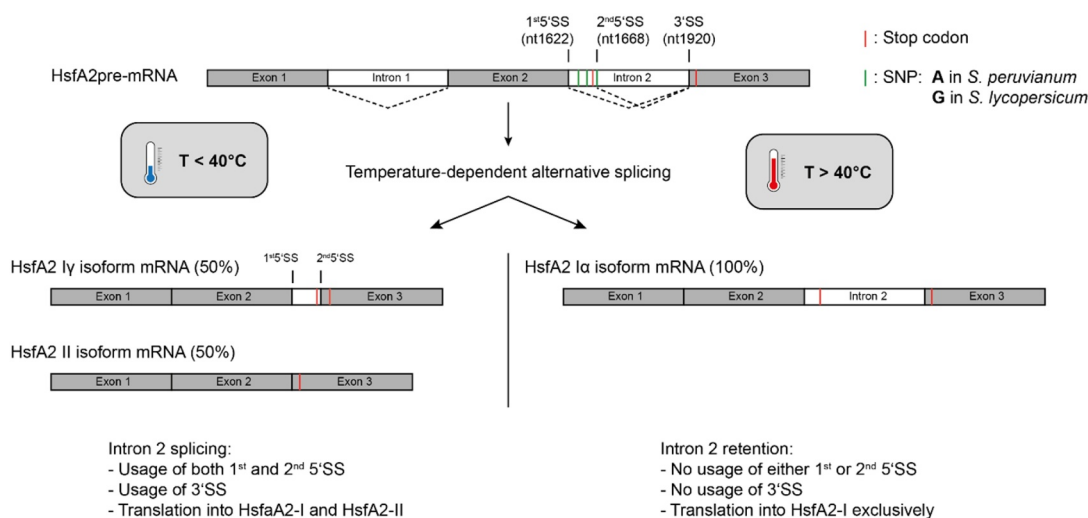 1st5'SS
(nt1622)
2nd5'SS
(nt1668)
3'SS
(nt1920)
| : Stop codon
| : SNP: A in S. peruvianum
G in S. lycopersicum
HsfA2pre-mRNA
Exon 1
Intron 1
Exon 2
Intron 2
Exon 3
T < 40°C
Temperature-dependent alternative splicing
T > 40°C
1st5'SS
2nd5'SS
HsfA2 Iγ isoform mRNA (50%)
Exon 1
Exon 2
Exon 3
HsfA2 Iα isoform mRNA (100%)
Exon 1
Exon 2
Intron 2
Exon 3
HsfA2 II isoform mRNA (50%)
Exon 1
Exon 2
Exon 3
Intron 2 splicing:
- Usage of both 1st and 2nd 5'SS
- Usage of 3'SS
- Translation into HsfaA2-I and HsfA2-II
Intron 2 retention:
- No usage of either 1st or 2nd 5'SS
- No usage of 3'SS
- Translation into HsfA2-I exclusively